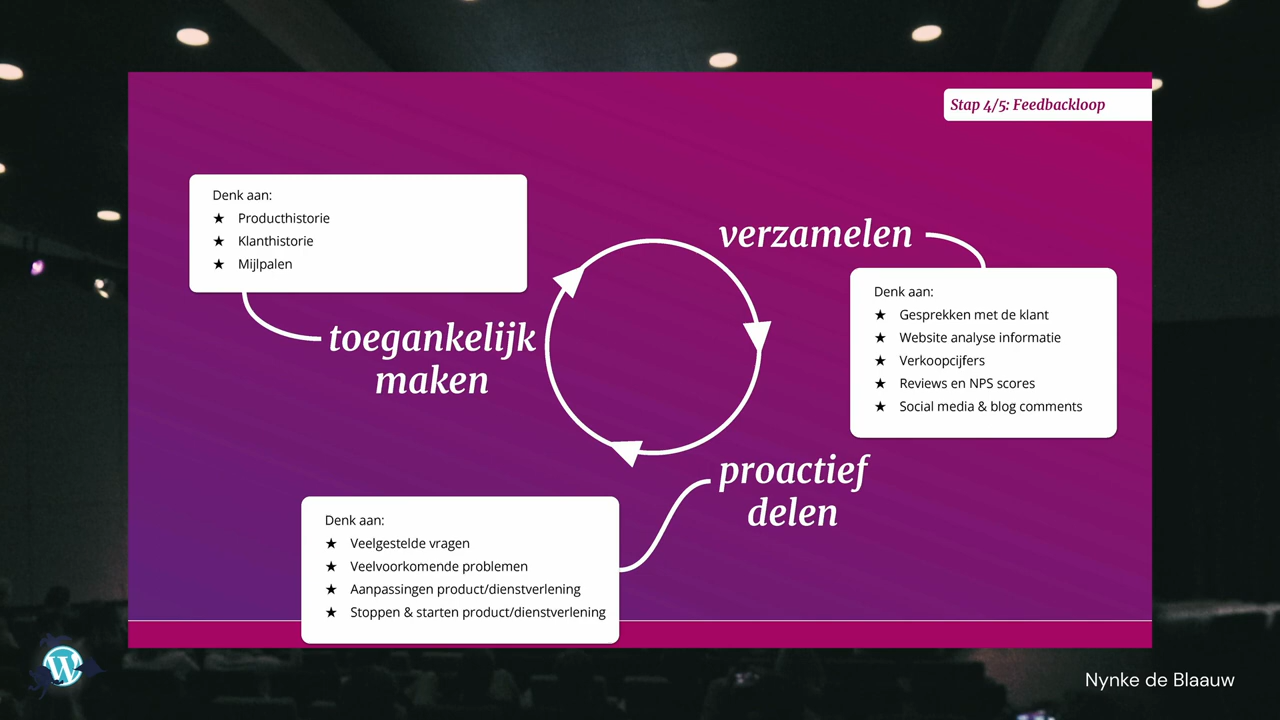 Stap 4/5: Feedbackloop
Denk aan:
★ Producthistorie
★ Klanthistorie
★ Mijlpalen
verzamelen
Denk aan:
★ Gesprekken met de klant
★ Website analyse informatie
★ Verkoopcijfers
★ Reviews en NPS scores
★ Social media & blog comments
toegankelijk
maken
proactief
delen
Denk aan:
★ Veelgestelde vragen
★ Veelvoorkomende problemen
★ Aanpassingen product/dienstverlening
★ Stoppen & starten product/dienstverlening
W
Nynke de Blaauw